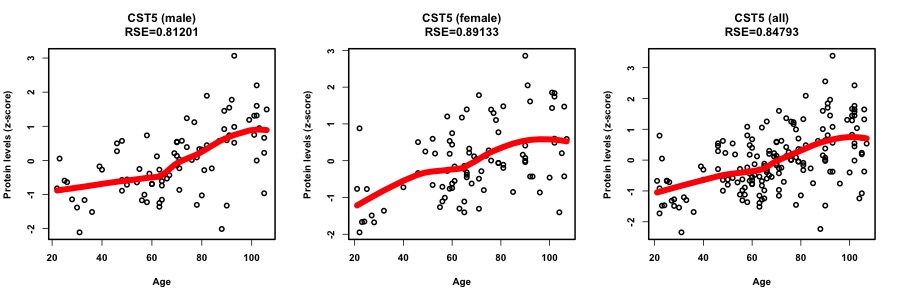 CST5 (male)
RSE=0.81201
Protein levels (z-score)
3
2
1
0
-1
-2
20 40 60 80 100
Age
CST5 (female)
RSE=0.89133
Protein levels (z-score)
3
2
1
0
-1
-2
20 40 60 80 100
Age
CST5 (all)
RSE=0.84793
Protein levels (z-score)
3
2
1
0
-1
-2
20 40 60 80 100
Age